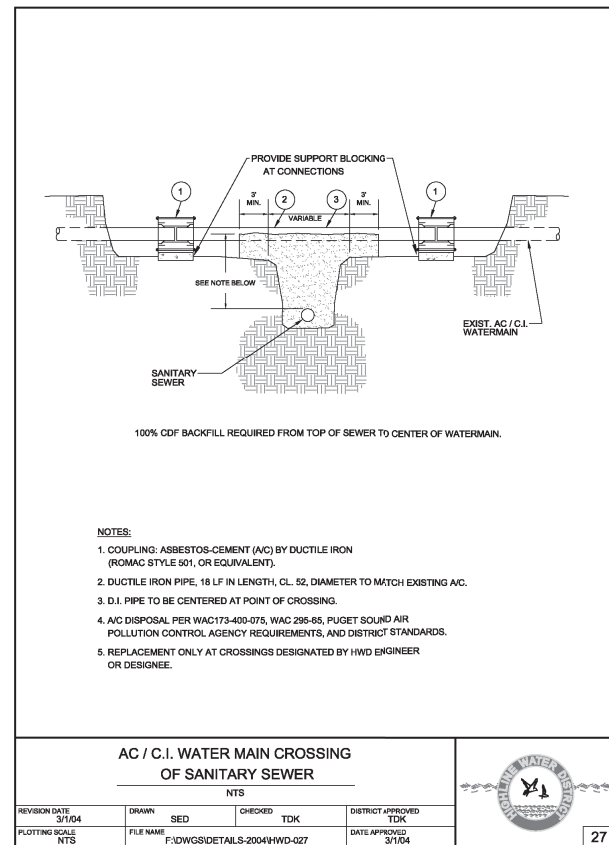 PROVIDE SUPPORT BLOCKING
AT CONNECTIONS
1
3'
MIN.
2
3
3'
MIN.
1
VARIABLE
SEE NOTE BELOW
EXIST. AC / C.I.
WATERMAIN
SANITARY
SEWER
100% CDF BACKFILL REQUIRED FROM TOP OF SEWER TO CENTER OF WATERMAIN.
NOTES:
1. COUPLING: ASBESTOS-CEMENT (A/C) BY DUCTILE IRON
(ROMAC STYLE 501, OR EQUIVALENT).
2. DUCTILE IRON PIPE, 18 LF IN LENGTH, CL. 52, DIAMETER TO MATCH EXISTING A/C.
3. D.I. PIPE TO BE CENTERED AT POINT OF CROSSING.
4. A/C DISPOSAL PER WAC173-400-075, WAC 296-65, PUGET SOUND AIR
POLLUTION CONTROL AGENCY REQUIREMENTS, AND DISTRICT STANDARDS.
5. REPLACEMENT ONLY AT CROSSINGS DESIGNATED BY HWD ENGINEER
OR DESIGNEE.
AC / C.I. WATER MAIN CROSSING
OF SANITARY SEWER
NTS
REVISION DATE
3/1/04
DRAWN
SED
CHECKED
TDK
DISTRICT APPROVED
TDK
PLOTTING SCALE
NTS
FILE NAME
F:\DWGS\DETAILS-2004\HWD-027
DATE APPROVED
3/1/04
HIGHLINE WATER DISTRICT
27